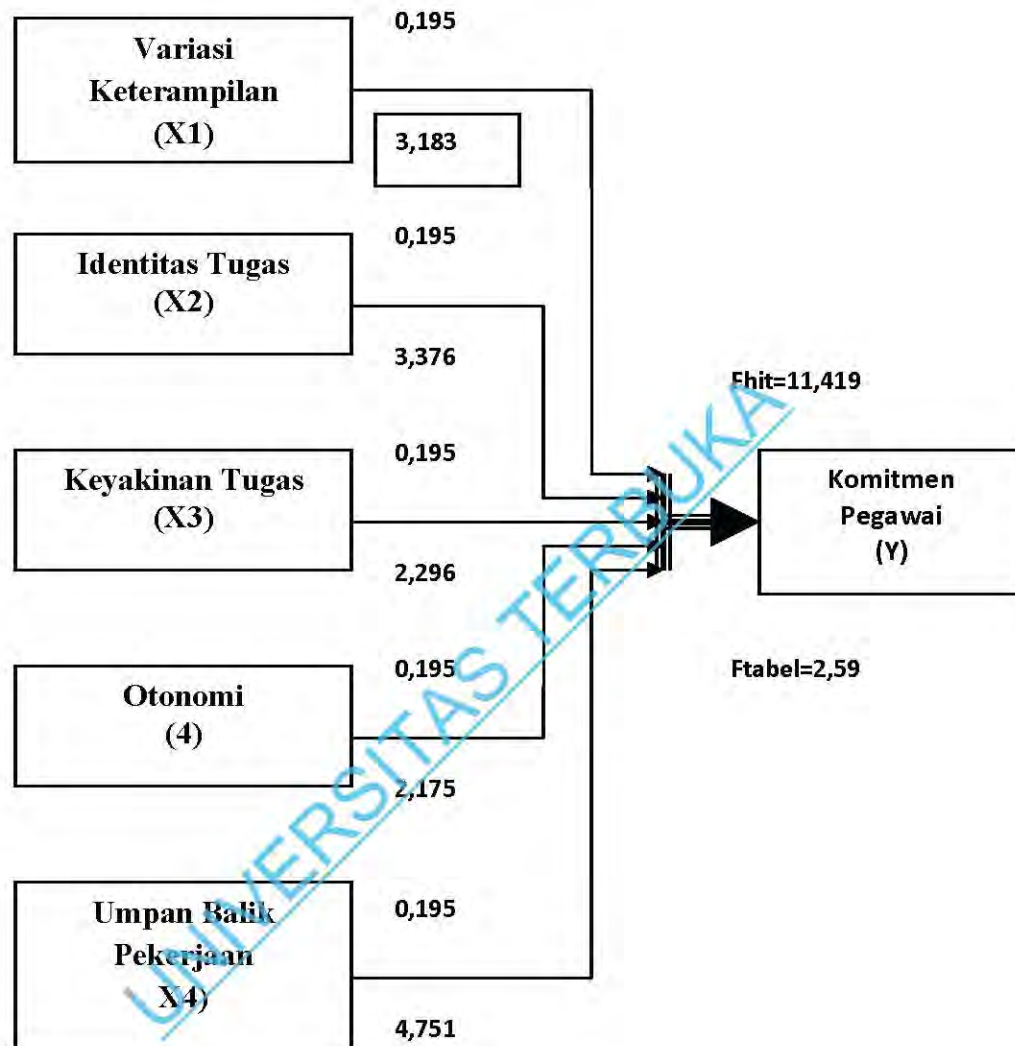 0,195
Variasi
Keterampilan
(X1)
3,183
0,195
Identitas Tugas
(X2)
3,376
Fhit=11,419
0,195
Keyakinan Tugas
(X3)
Komitmen
Pegawai
(Y)
2,296
0,195
Ftabel=2,59
Otonomi
(4)
2,175
0,195
Umpan Balik
Pekerjaan
X4)
4,751
UNIVERSITAS TERBUKA